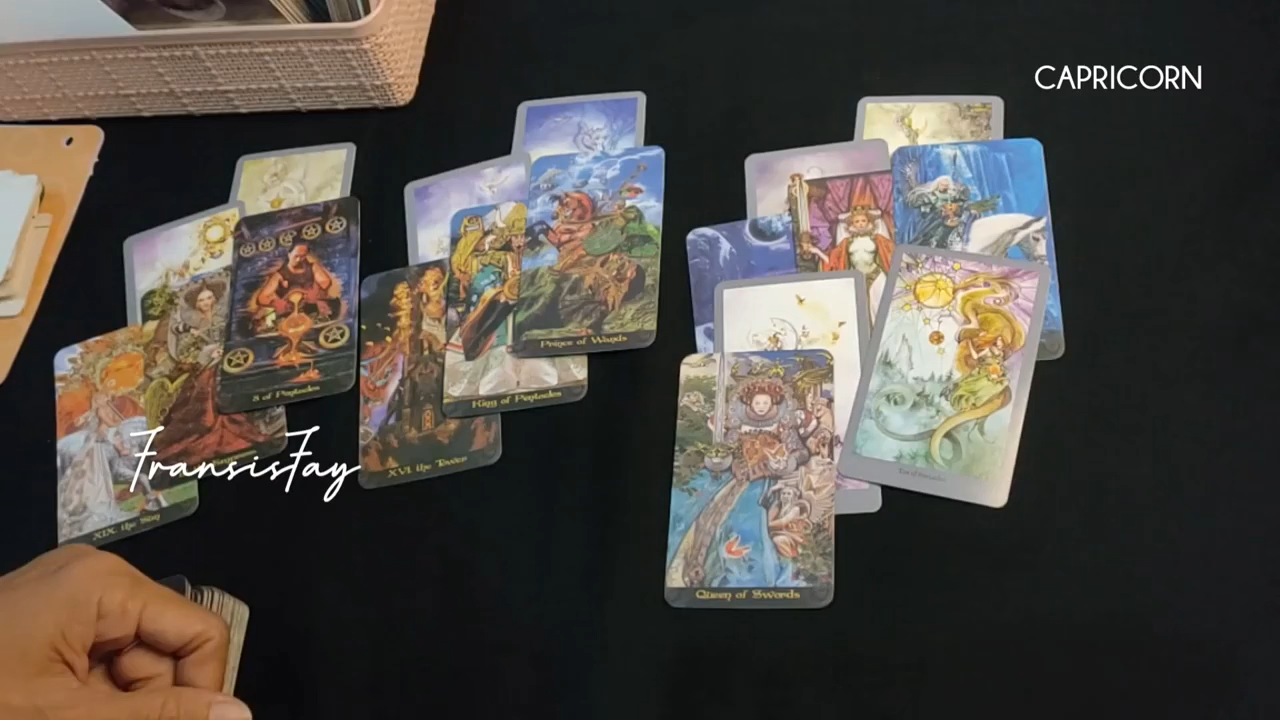 CAPRICORN
Prince of Wands
8 of Pentacles
King of Pentacles
XVI. the Tower
FransisFay
XIX. the Sun
Queen of Swords